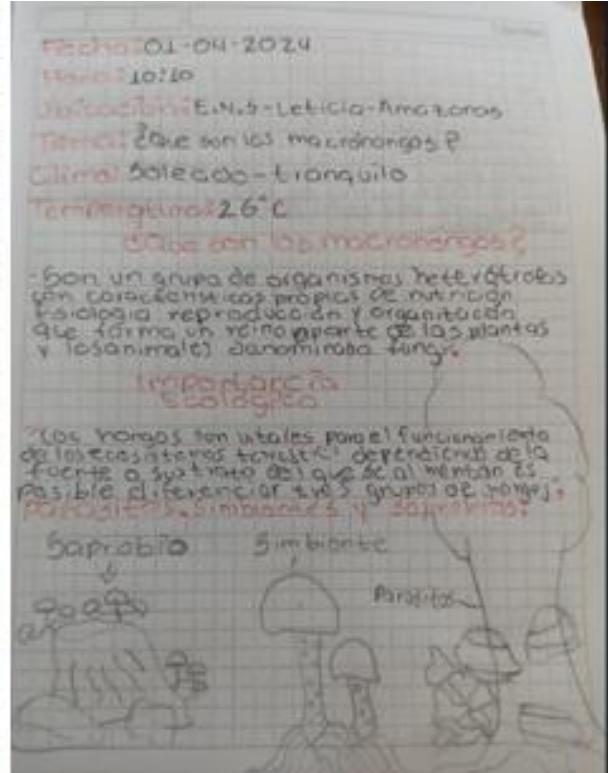 Fecha: 01-04-2024
Hora: 10:10
Ubicación: E.N.S-Leticia-Amazonas
Tema: ¿Que son los macrohongos?
Clima: Soleado-tranquilo
Temperatura: 26°C
¿Que son los macrohongos?
-Son un grupo de organismos heterótrofos
con características propias de nutrición
fisiologia reproducción y organización
que forma un reino aparte de las plantas
y los animales danominaba fungi.
Importancia
Ecológica
Los hongos son vitales para el funcionamiento
de los ecosistemas dependiendo de la
fuente o sustrato del que se alimentan es
posible diferenciar tres grupos de hongos:
Parasitos, Simbiontes y saprobios:
Saprobio Simbionte
Parasitos